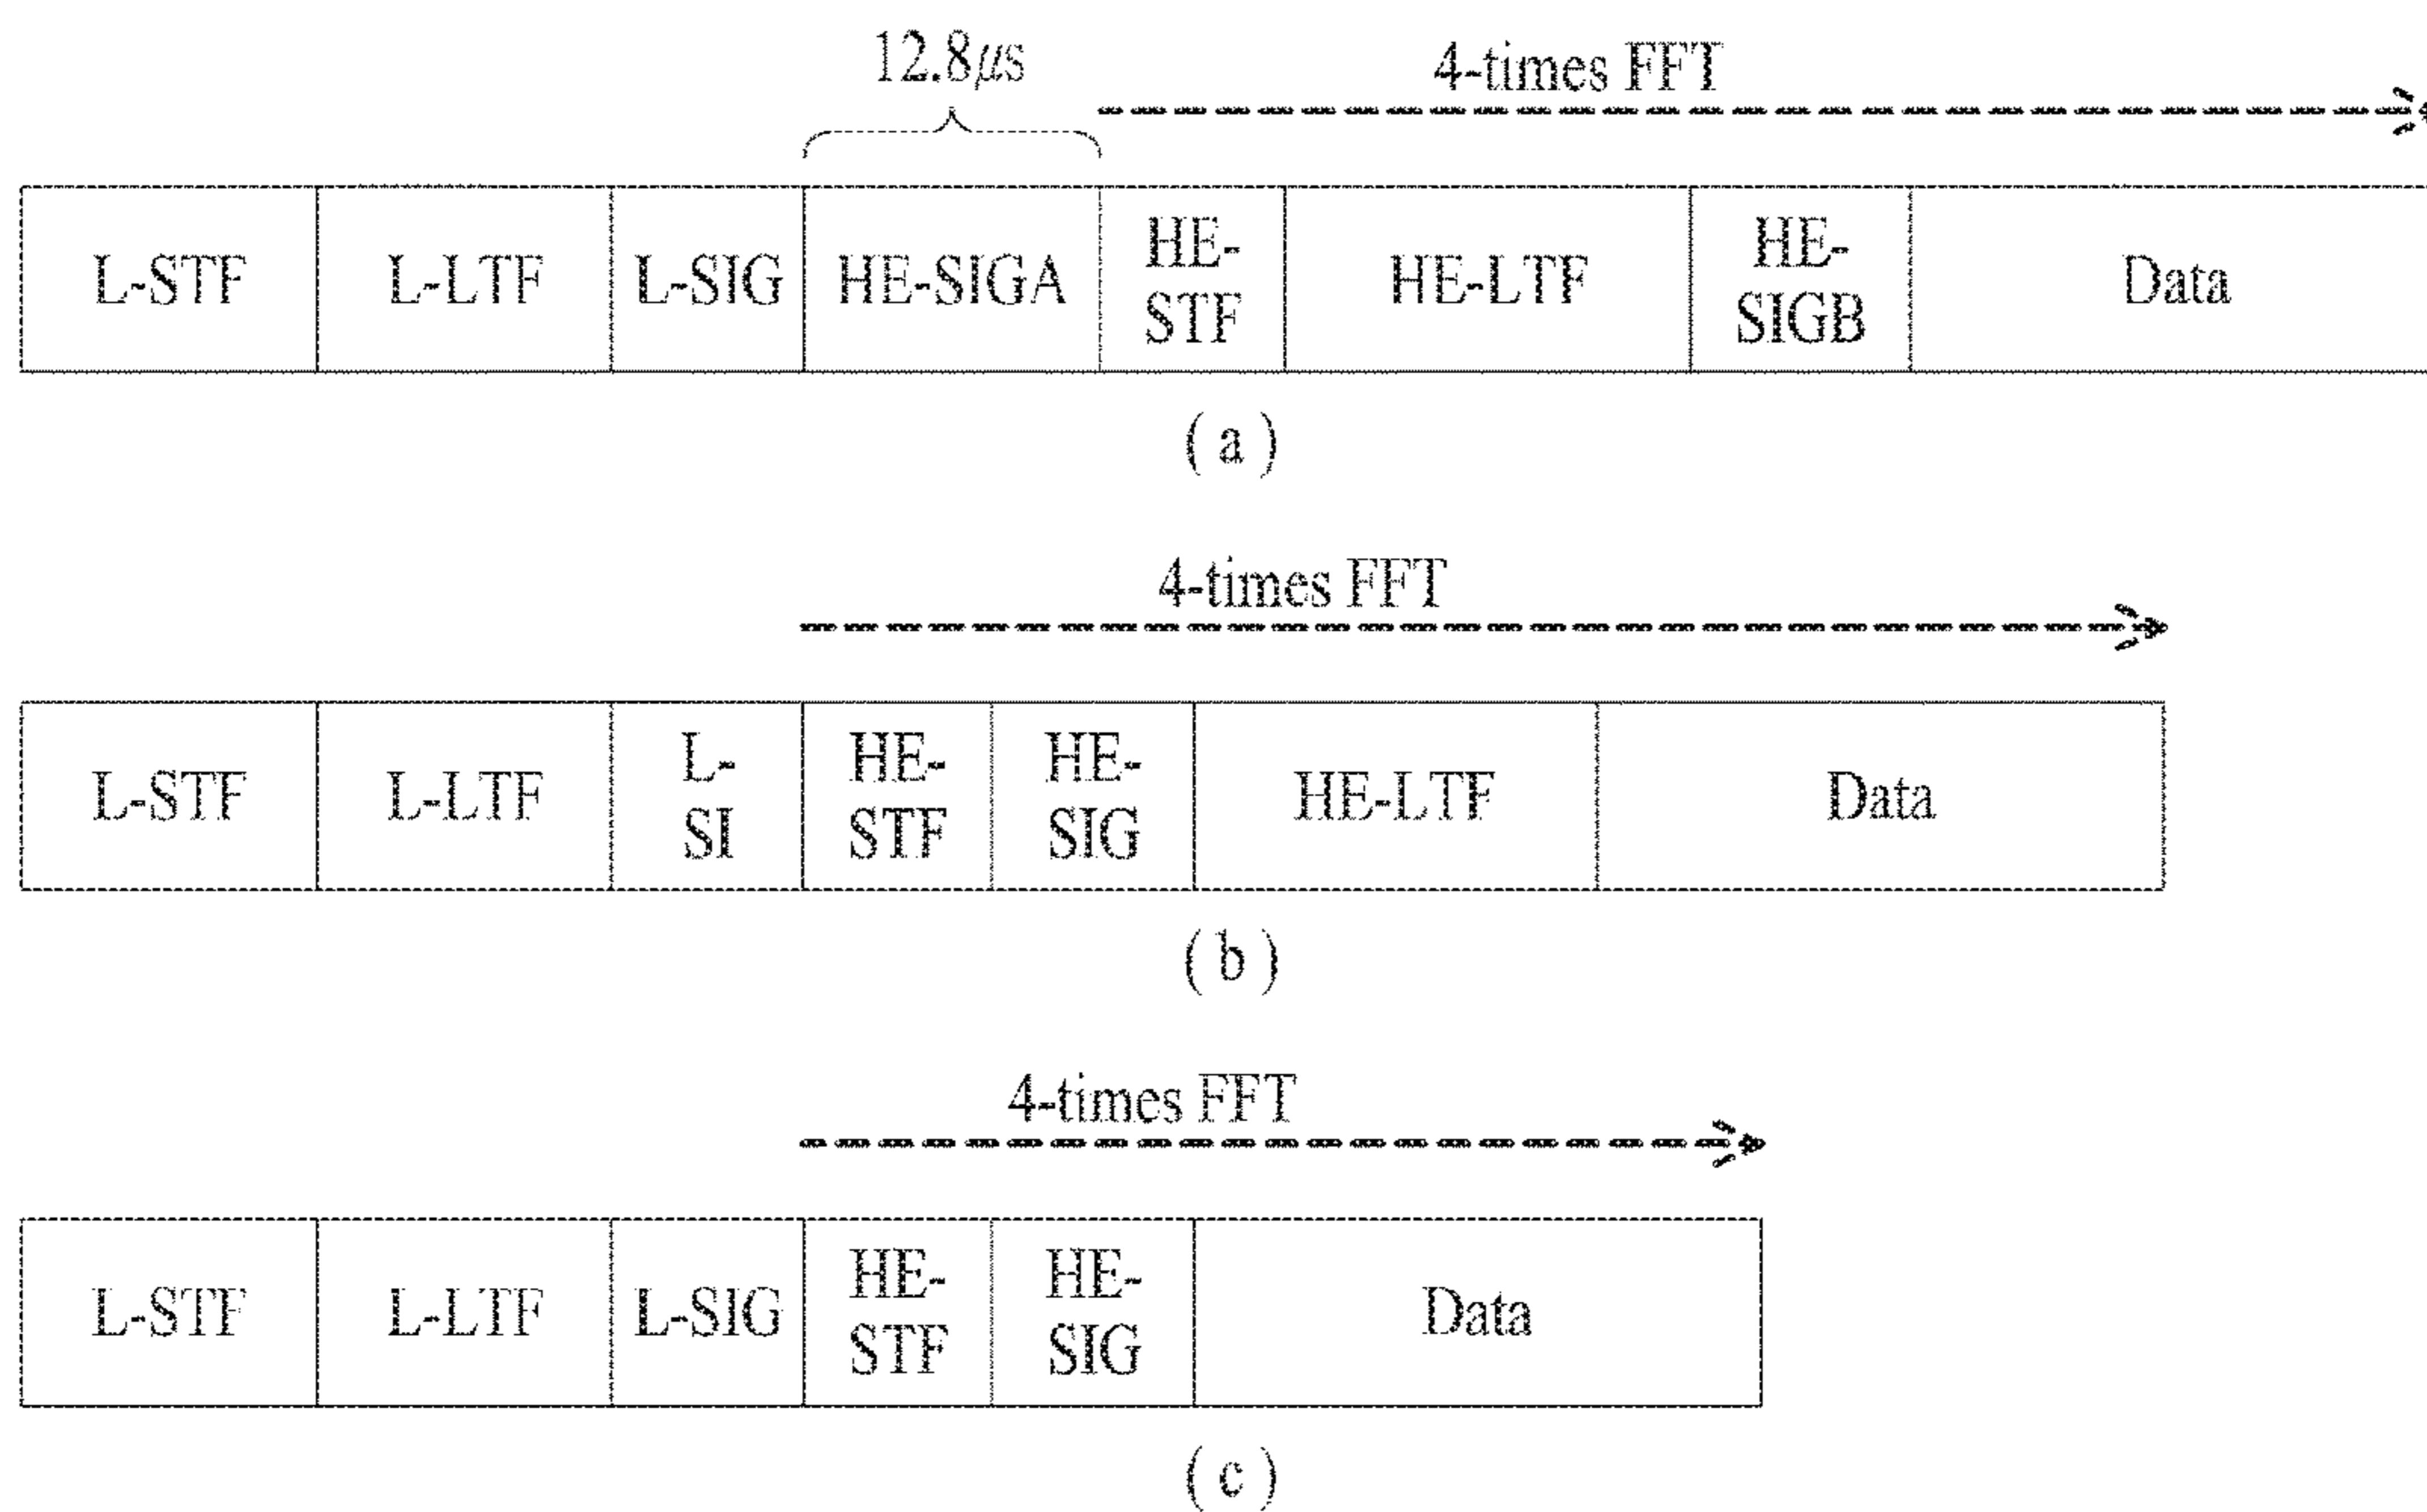 12.8μs
4-times FFT
L-STF L-LTF L-SIG HE-SIGA HE-STF HE-LTF HE-SIGB Data
( a )
4-times FFT
L-STF L-LTF L-SI HE-STF HE-SIG HE-LTF Data
( b )
4-times FFT
L-STF L-LTF L-SIG HE-STF HE-SIG Data
( c )